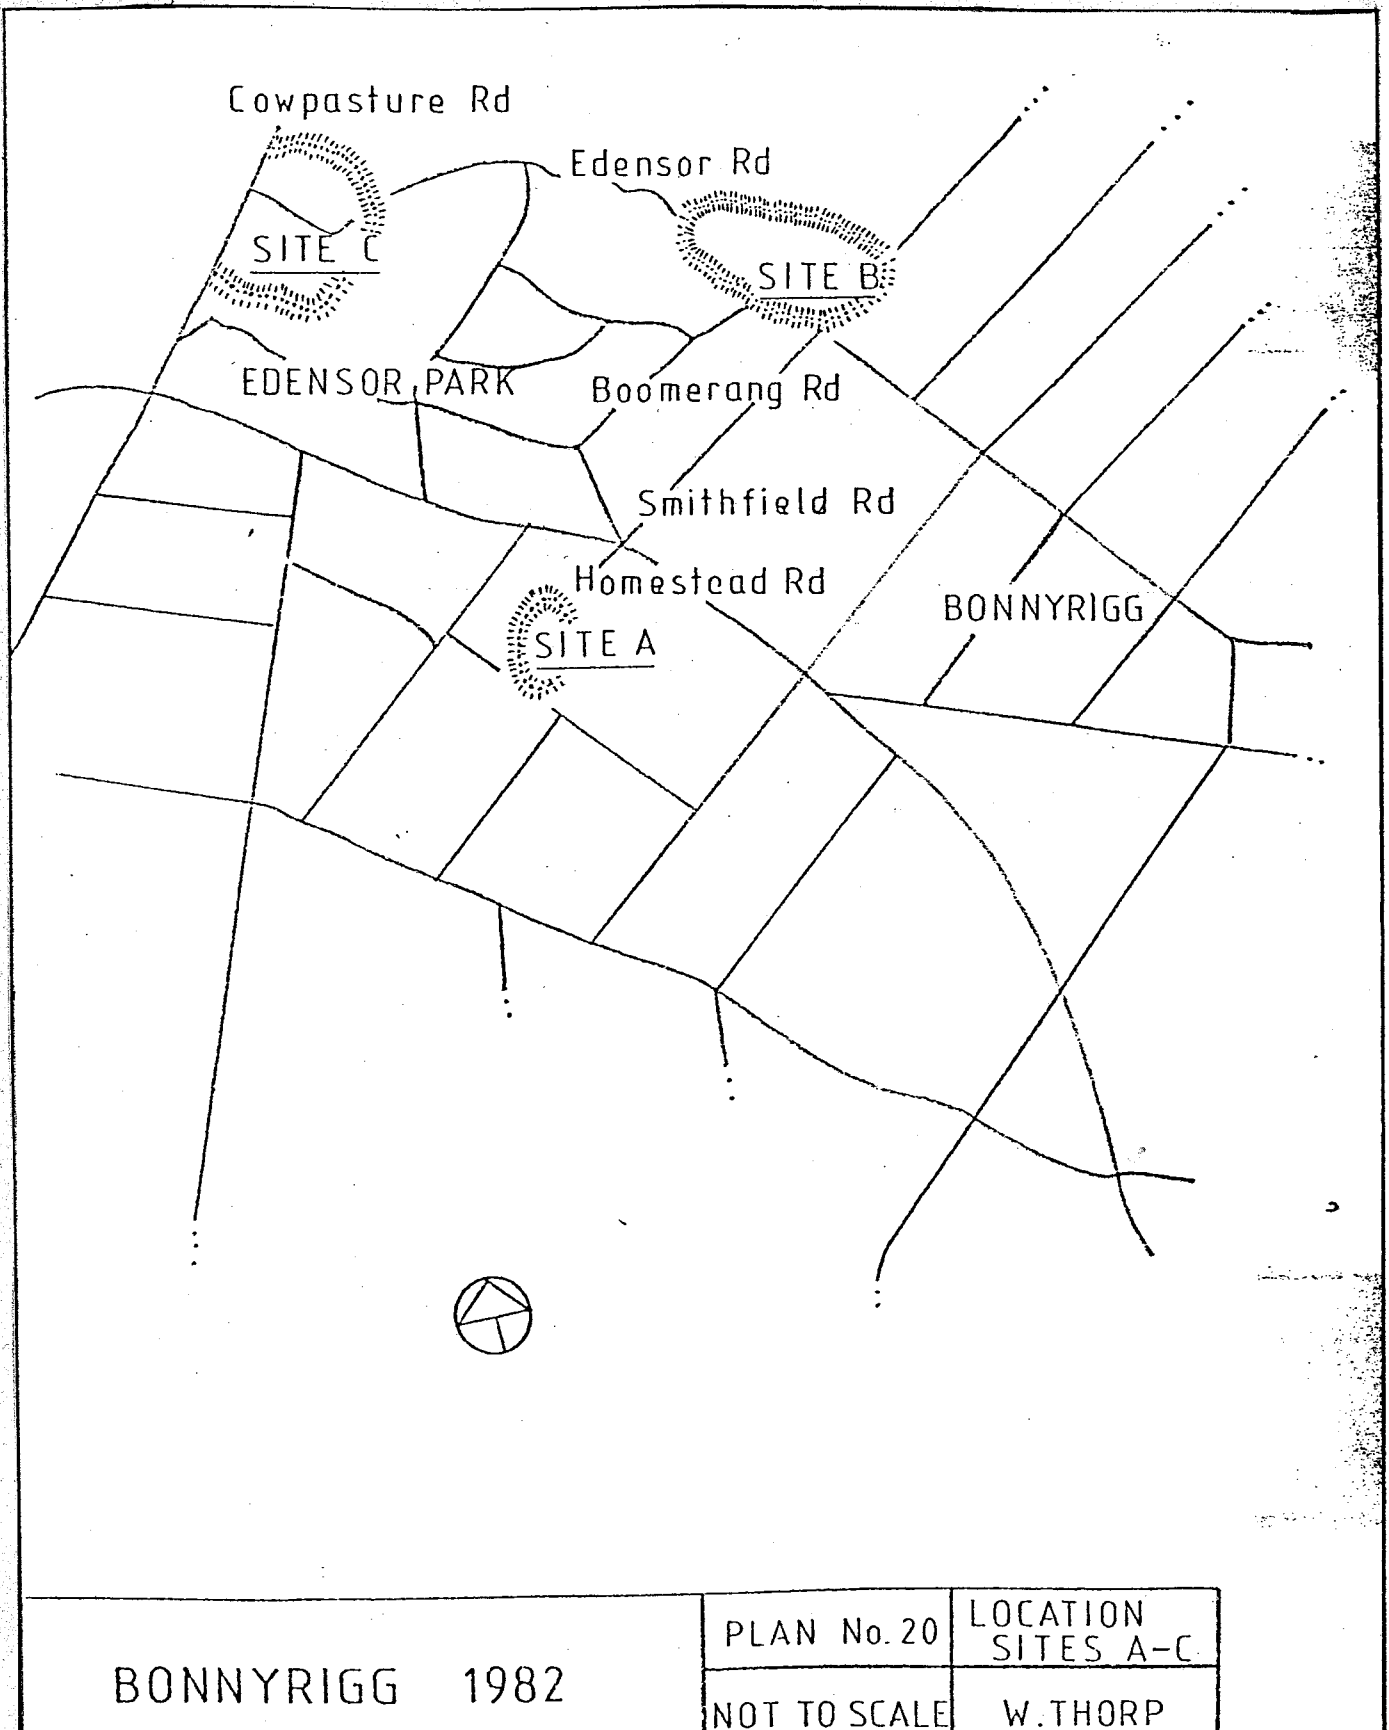 Cowpasture Rd
Edensor Rd
SITE C
SITE B
EDENSOR PARK
Boomerang Rd
Smithfield Rd
Homestead Rd
BONNYRIGG
SITE A
PLAN No. 20
LOCATION
SITES A-C
BONNYRIGG 1982
NOT TO SCALE
W. THORP